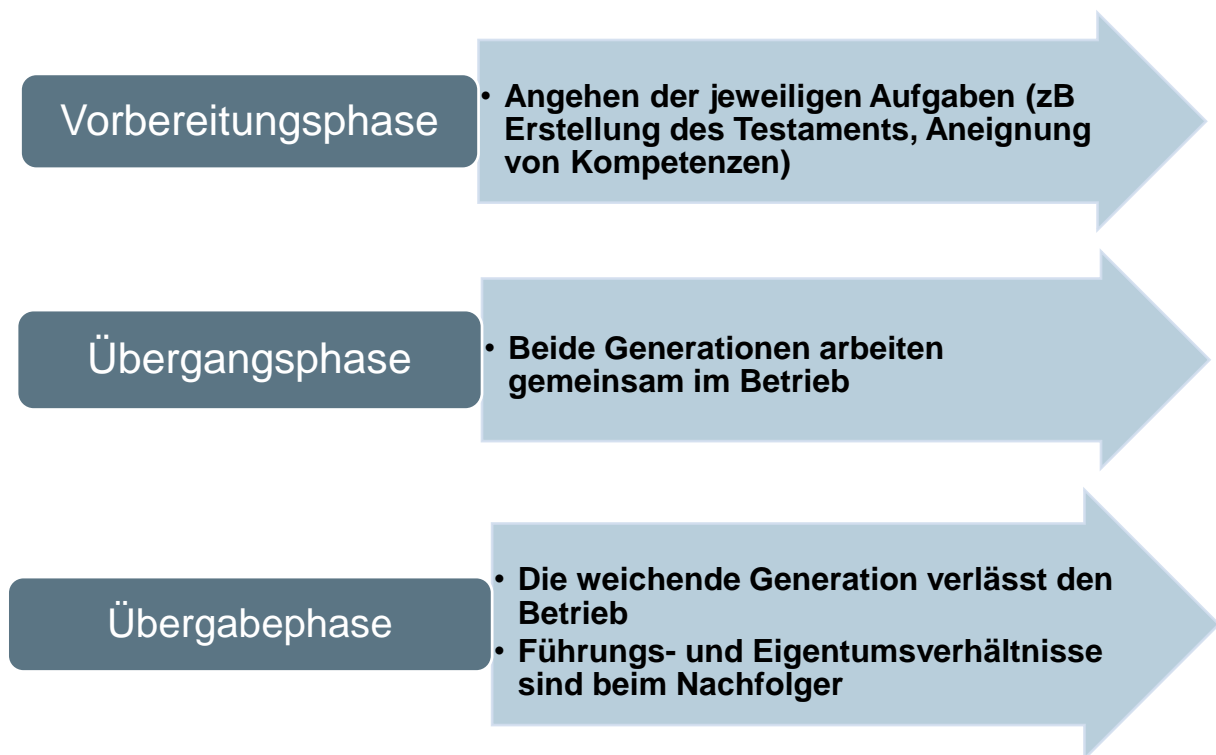 Vorbereitungsphase
• Angehen der jeweiligen Aufgaben (zB
Erstellung des Testaments, Aneignung
von Kompetenzen)
Übergangsphase
• Beide Generationen arbeiten
gemeinsam im Betrieb
Übergabephase
• Die weichende Generation verlässt den
Betrieb
• Führungs- und Eigentumsverhältnisse
sind beim Nachfolger